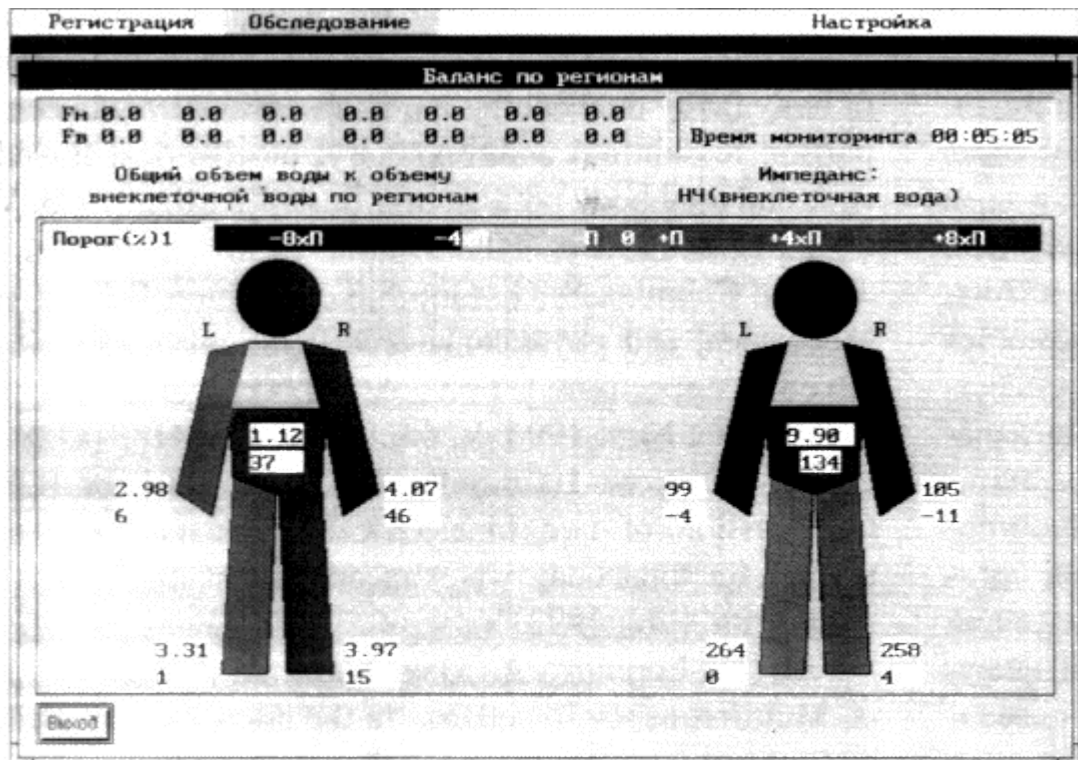 Регистрация Обследование Настройка
Баланс по регионам
Fн 0.0 0.0 0.0 0.0 0.0 0.0 0.0
Fв 0.0 0.0 0.0 0.0 0.0 0.0 0.0
Время мониторинга 00:05:05
Общий объем воды к объему
внеклеточной воды по регионам
Импеданс:
НЧ(внеклеточная вода)
Порог(%)1 -8хП -4хП -П 0 +П +4хП +8хП
L R
1.12
37
2.98 4.07
6 46
3.31 3.97
1 15
L R
9.90
134
99 105
-4 -11
264 258
0 4
Выход